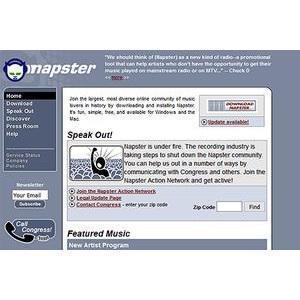 napster
"We should think of (Napster) as a new kind of radio--a promotional
tool that can help artists who don't have the opportunity to get their
music played on mainstream radio or on MTV..." -- Chuck D
<< here. >>
Home
Download
Speak Out
Discover
Press Room
Help
Service Status
Company
Policies
Newsletter
Your Email
Subscribe
Call
Congress!
Join the largest, most diverse online community of music
lovers in history by downloading and installing Napster.
It's fun, simple, and free, and available for Windows and the
Mac.
DOWNLOAD
NAPSTER
Update available!
Speak Out!
Napster is under fire. The recording industry is
taking steps to shut down the Napster community.
You can help us out in a number of ways by
communicating with Congress and others. Join the
Napster Action Network and get active!
Join the Napster Action Network
Legal Update Page
Contact Congress - enter your zip code
Zip Code
Find
Featured Music
New Artist Program